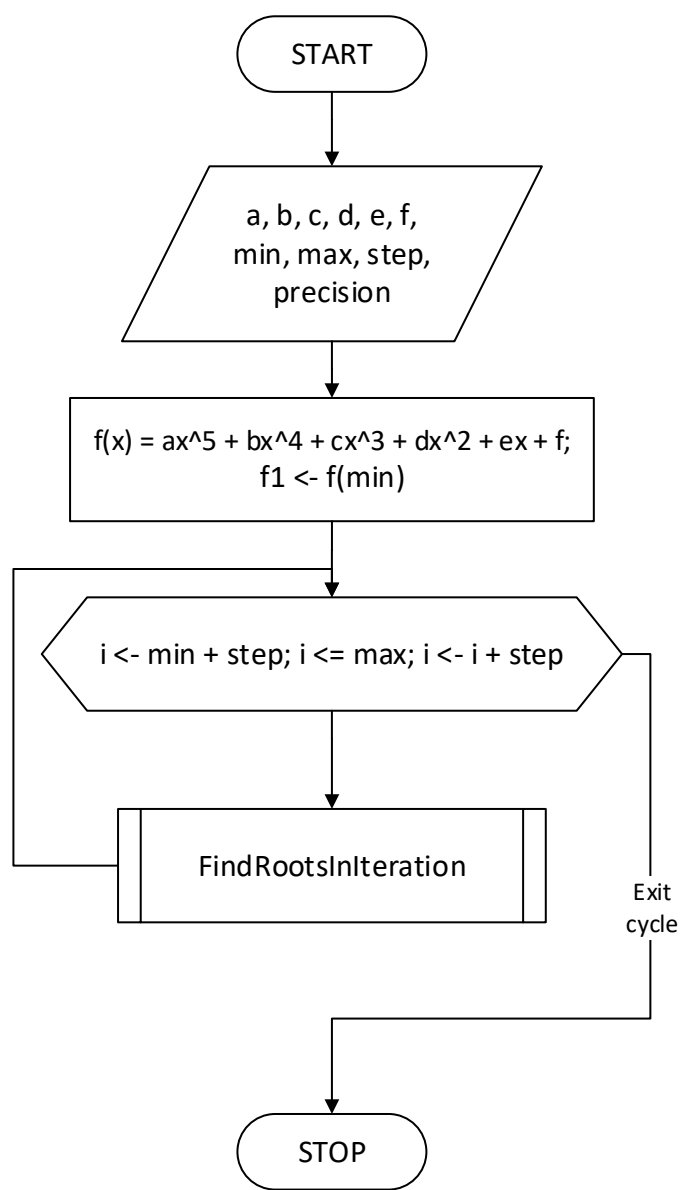 START
a, b, c, d, e, f,
min, max, step,
precision
f(x) = ax^5 + bx^4 + cx^3 + dx^2 + ex + f;
f1 <- f(min)
i <- min + step; i <= max; i <- i + step
FindRootsInIteration
Exit
cycle
STOP